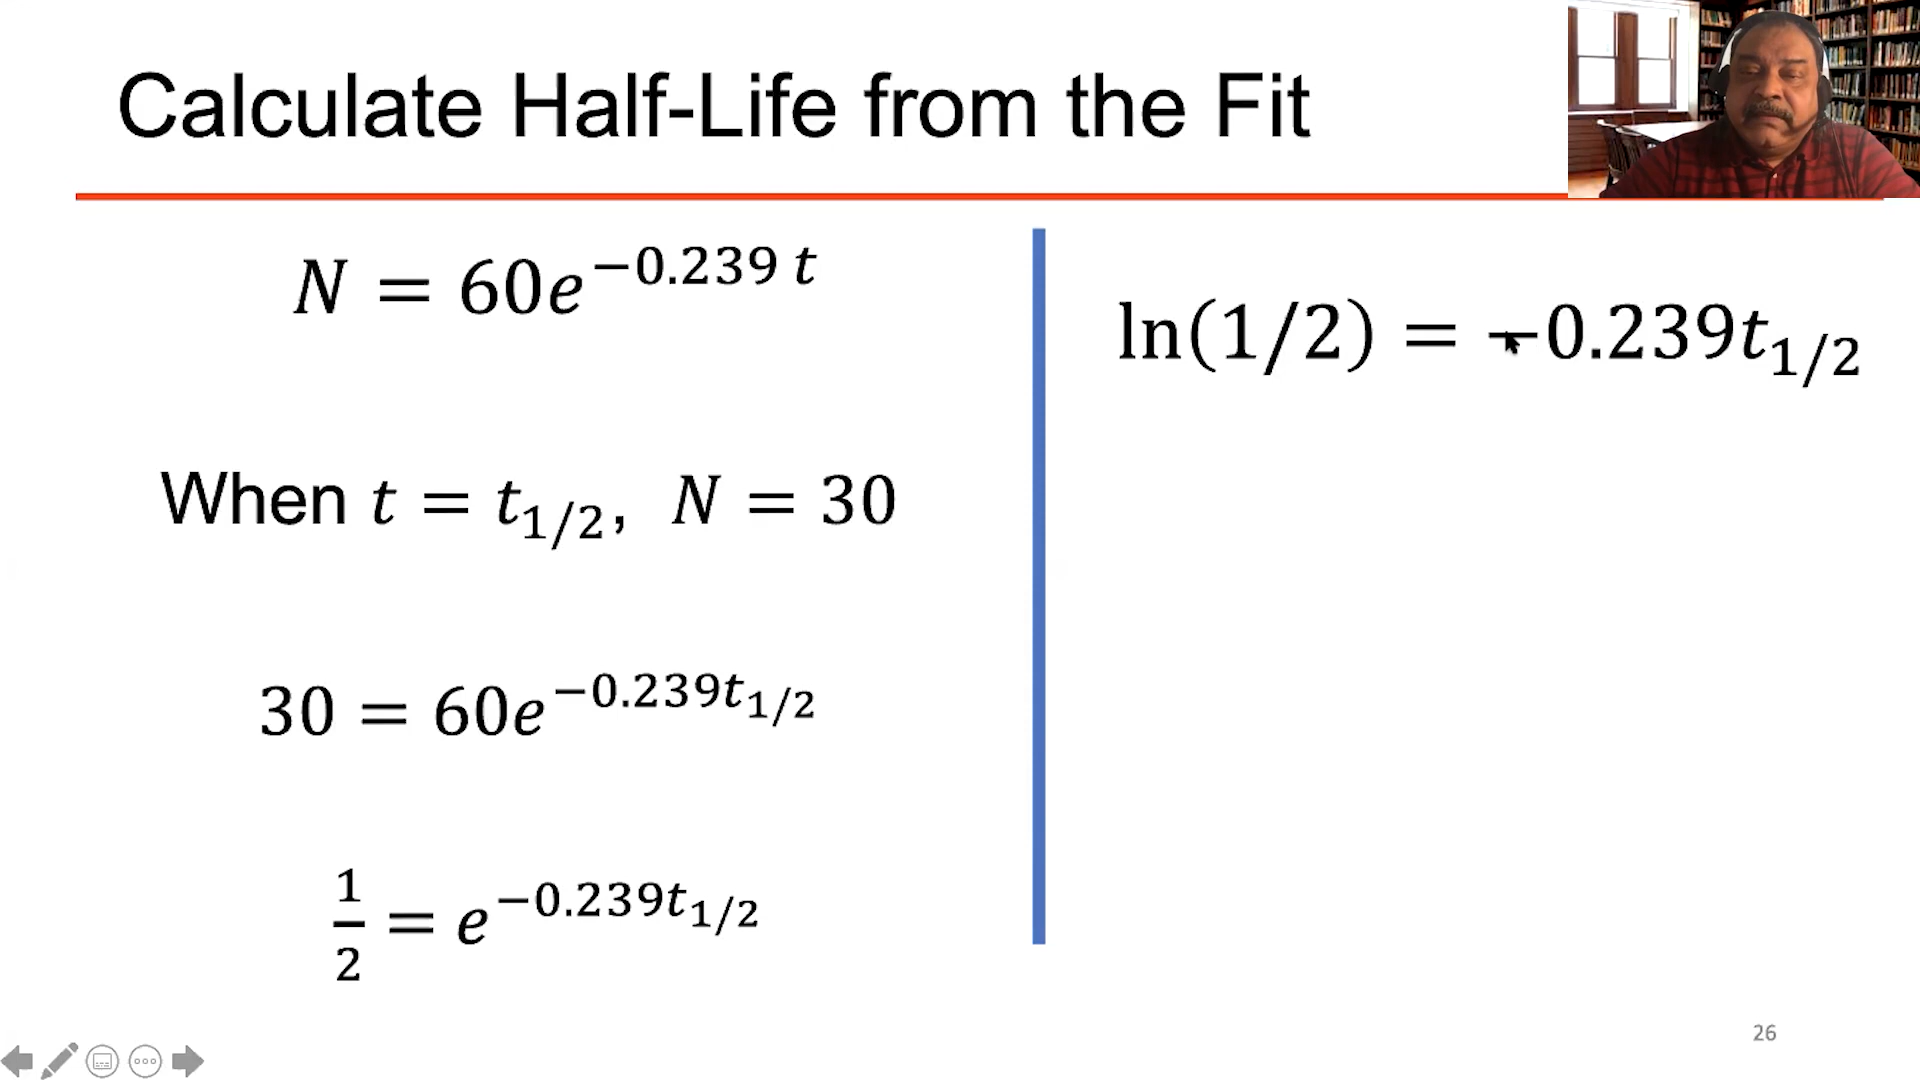 Calculate Half-Life from the Fit
N = 60e^{−0.239 t}
When t = t_{1/2}, N = 30
30 = 60e^{−0.239t_{1/2}}
\frac{1}{2} = e^{−0.239t_{1/2}}
ln(1/2) = −0.239t_{1/2}
26